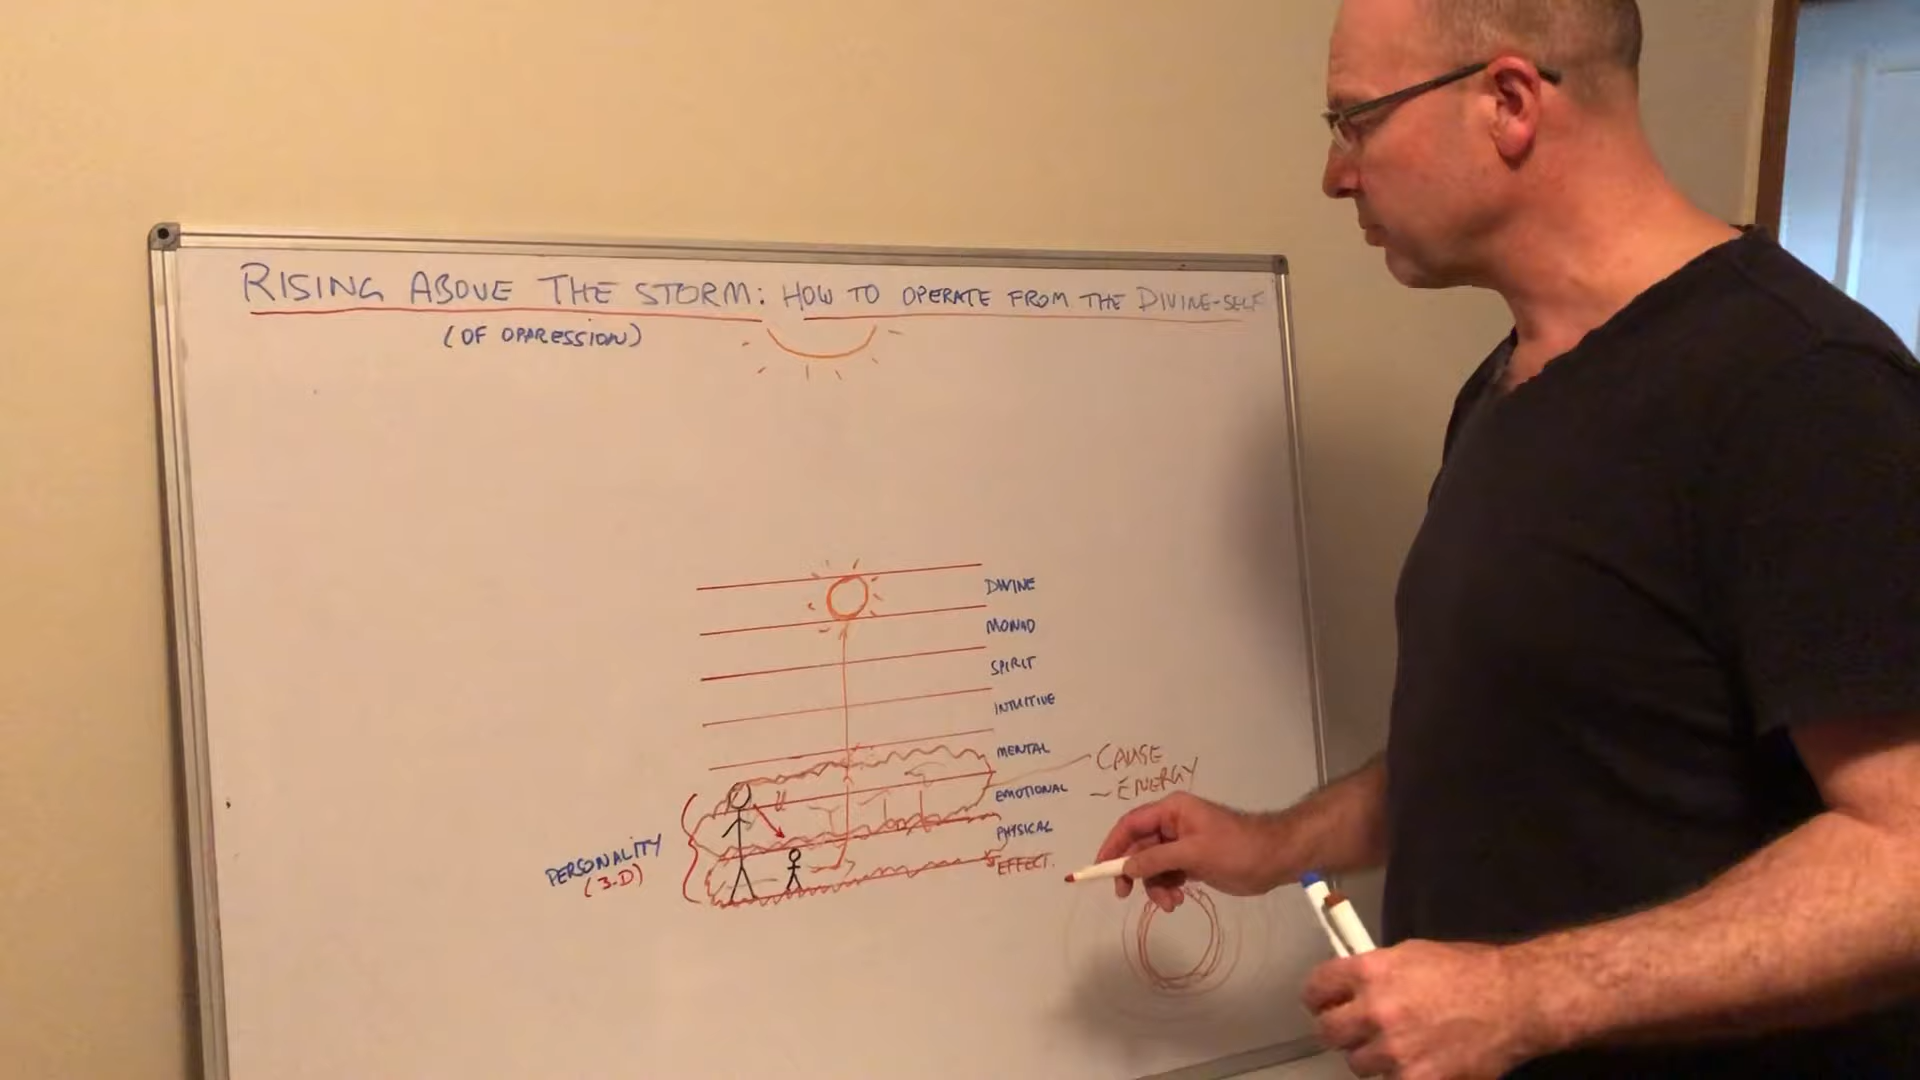 RISING ABOVE THE STORM: HOW TO OPERATE FROM THE DIVINE-SELF
(OF OPPRESSION)
DIVINE
MONAD
SPIRIT
INTUITIVE
MENTAL
CAUSE
EMOTIONAL
- ENERGY
PHYSICAL
EFFECT.
PERSONALITY
(3-D)